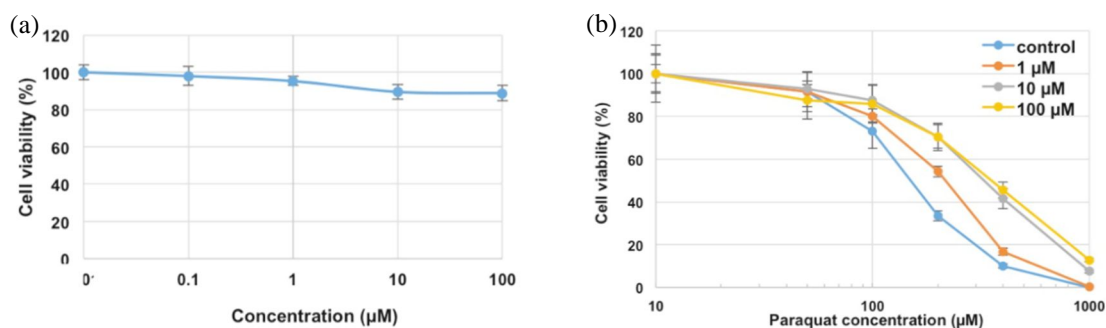 (a)
120
100
80
60
40
20
0
0
0.1
1
10
100
Cell viability (%)
Concentration (μM)
(b)
120
100
80
60
40
20
0
10
100
1000
Cell viability (%)
Paraquat concentration (μM)
control
1 μM
10 μM
100 μM